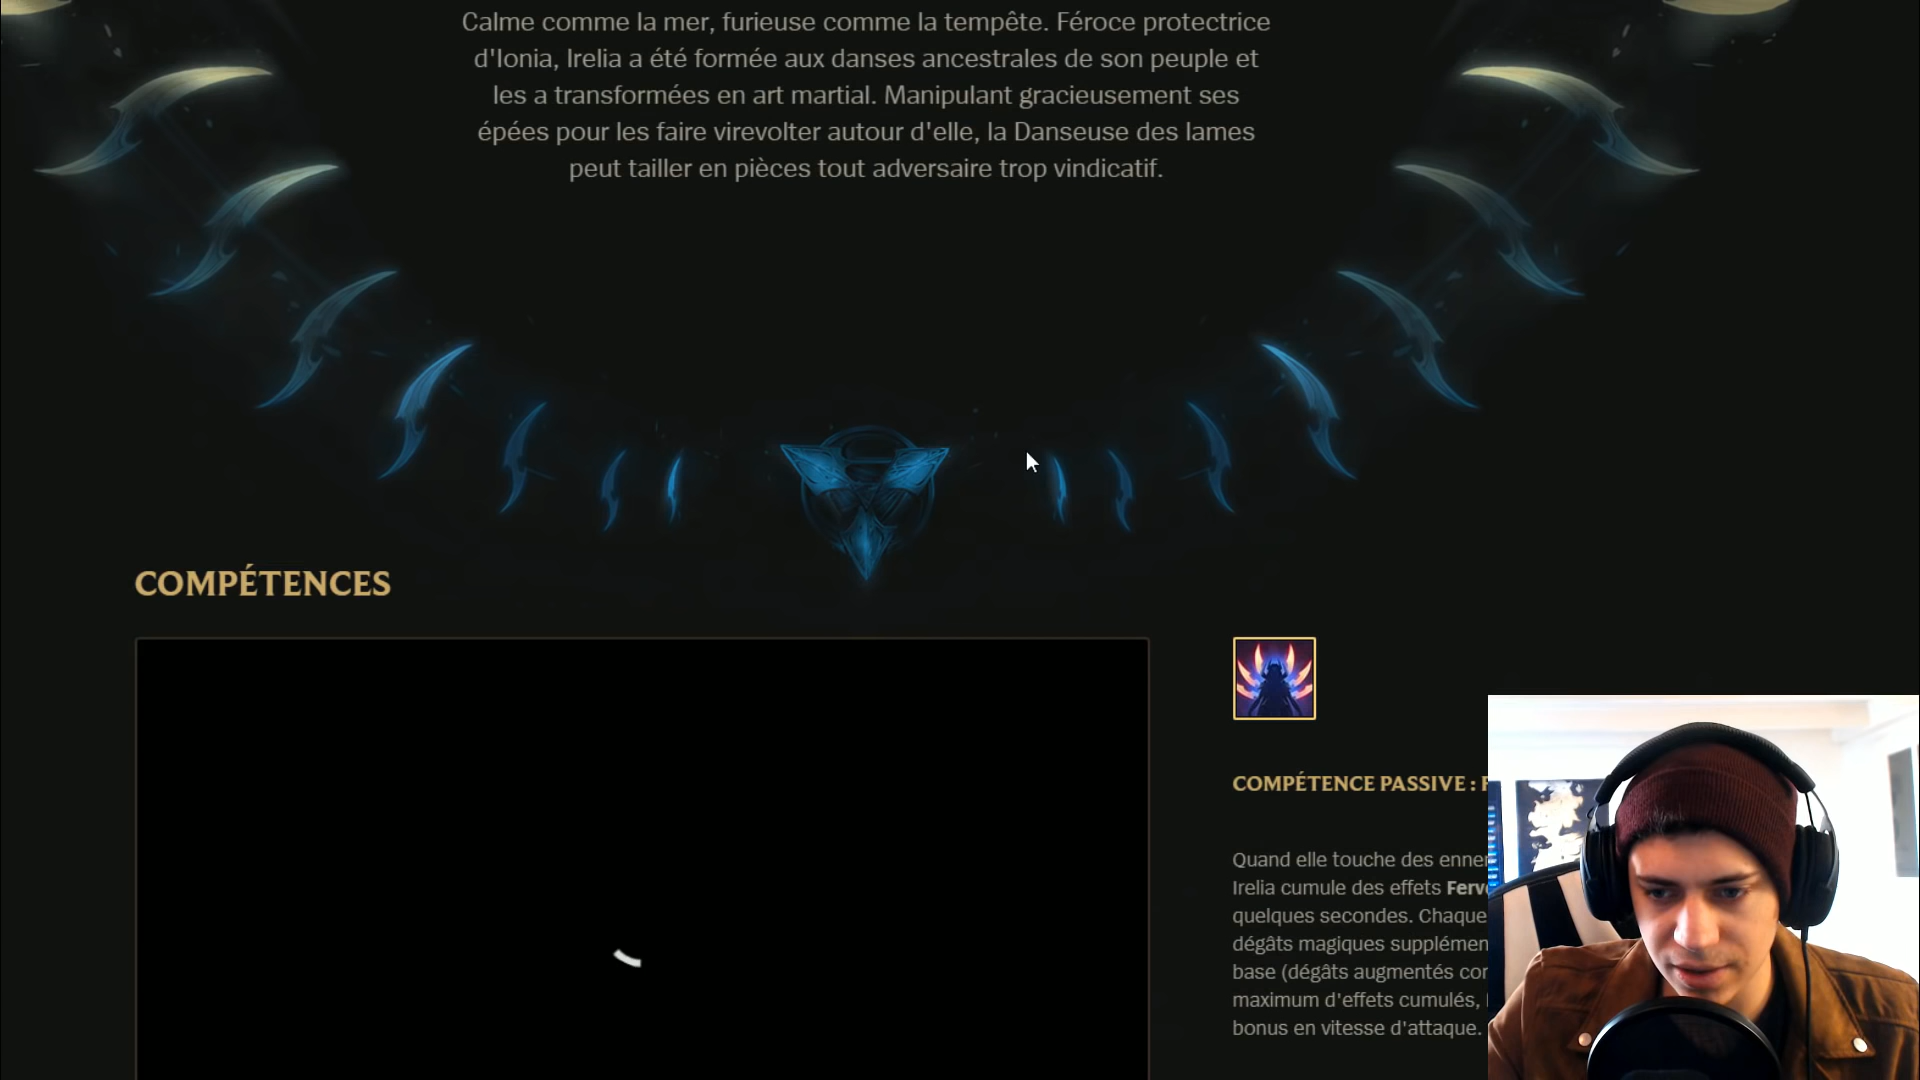 Calme comme la mer, furieuse comme la tempête. Féroce protectrice
d'Ionia, Irelia a été formée aux danses ancestrales de son peuple et
les a transformées en art martial. Manipulant gracieusement ses
épées pour les faire virevolter autour d'elle, la Danseuse des lames
peut tailler en pièces tout adversaire trop vindicatif.
COMPÉTENCES
COMPÉTENCE PASSIVE :
Quand elle touche des
Irelia cumule des effets
quelques secondes. Chaque
dégâts magiques
base (dégâts augmentés
maximum d'effets cumulés,
bonus en vitesse d'attaque.